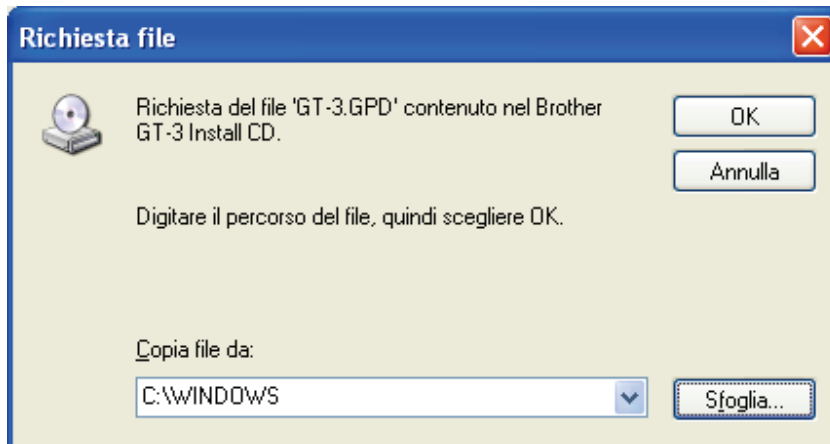 Richiesta file
Richiesta del file 'GT-3.GPD' contenuto nel Brother
GT-3 Install CD.
OK
Annulla
Digitare il percorso del file, quindi scegliere OK.
Copia file da:
C:\WINDOWS
Sfoglia...